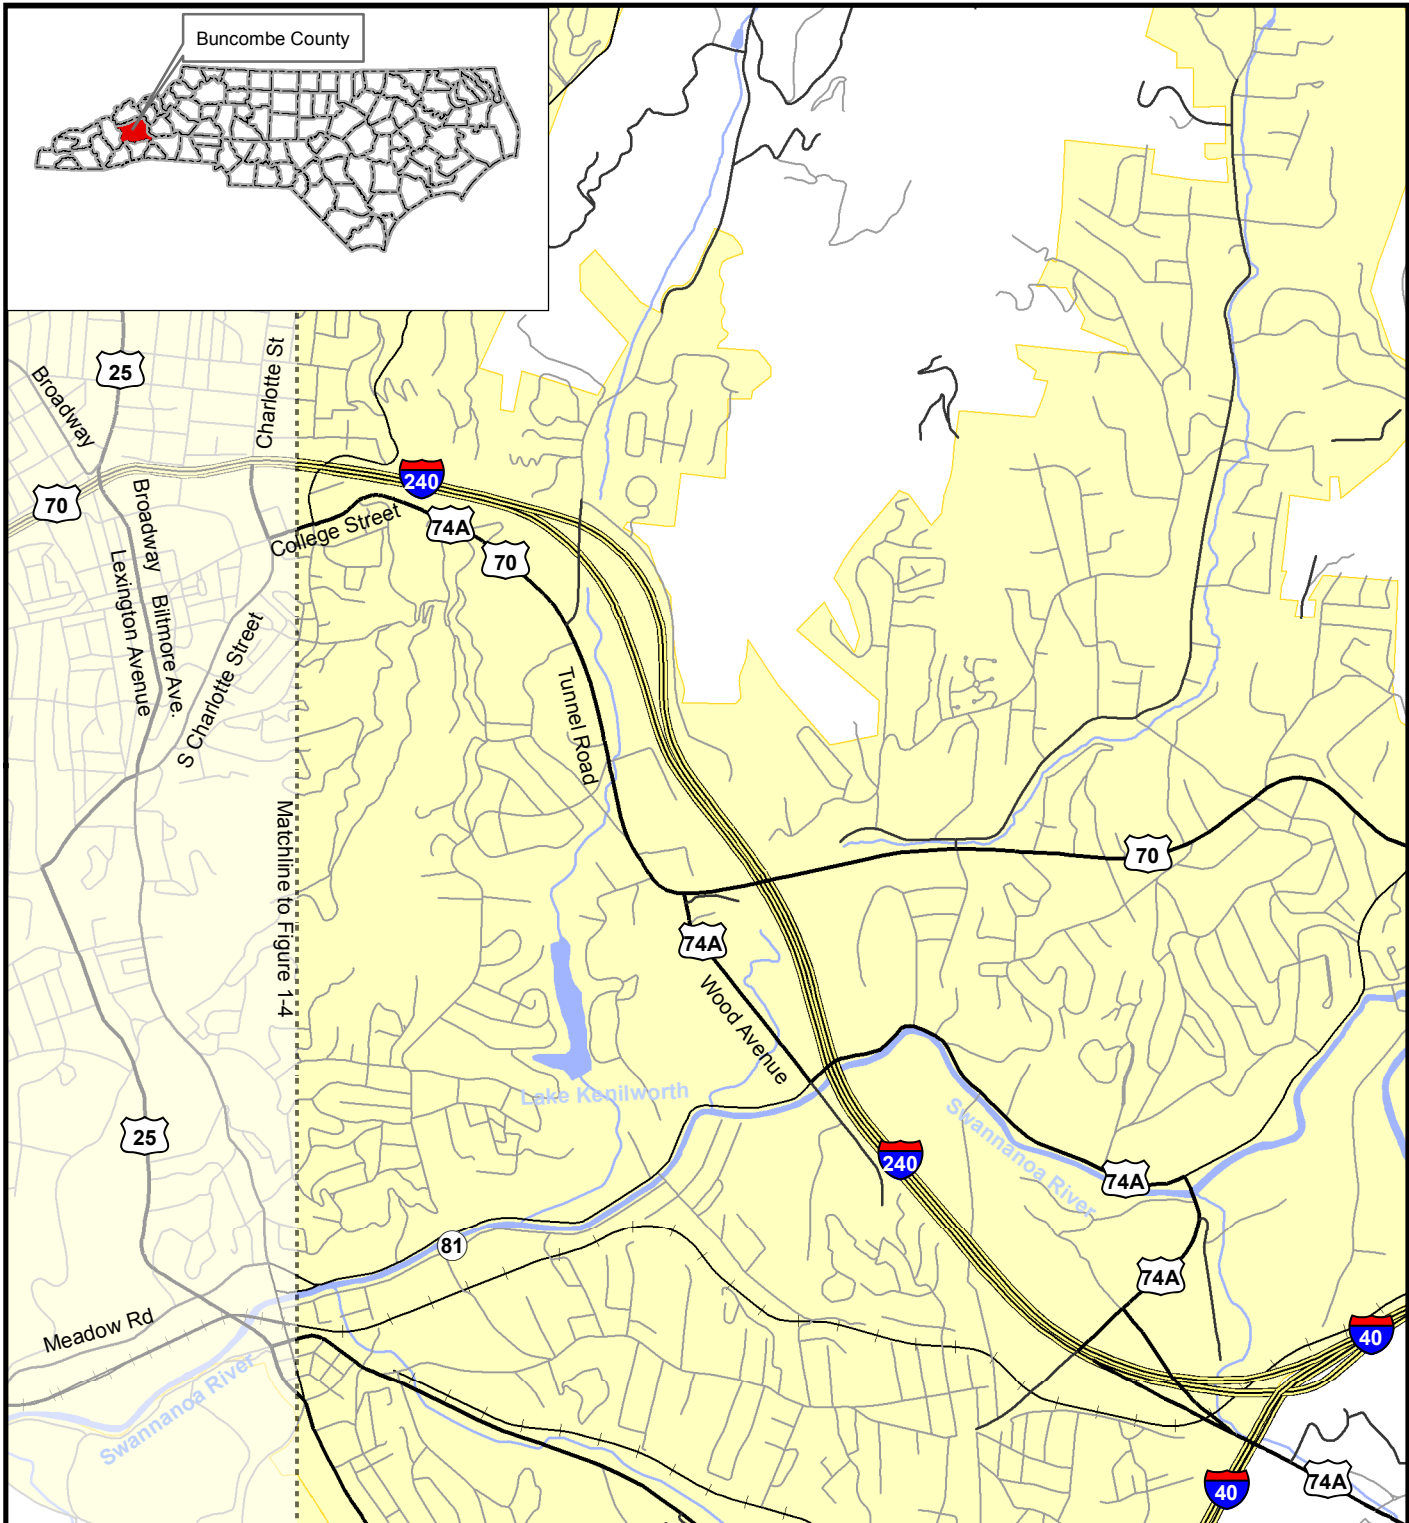 Buncombe County
25
Charlotte St
Broadway
240
70
Broadway
College Street
74A
70
Lexington Avenue
Biltmore Ave.
S Charlotte Street
Tunnel Road
Matchline to Figure 1-4
70
74A
Wood Avenue
Lake Kenilworth
Swannanoa River
25
240
74A
81
74A
Meadow Rd
40
Swannanoa River
74A
40